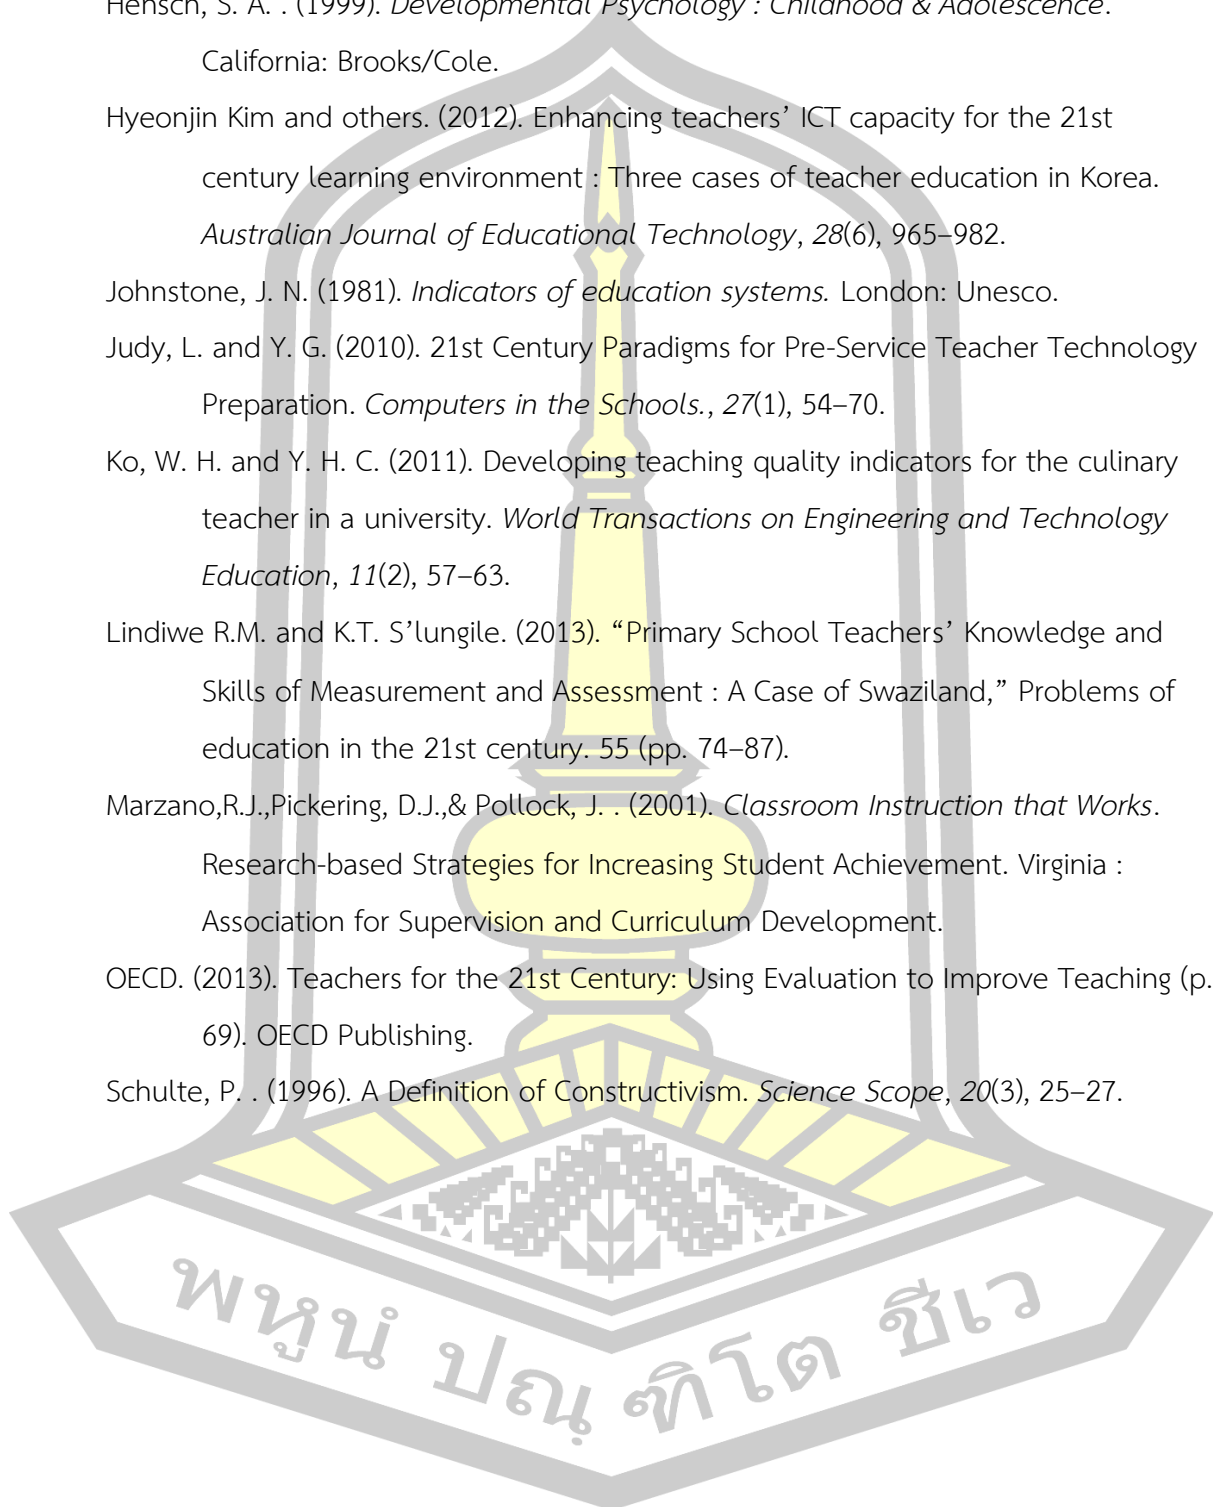 Hensch, S. A. . (1999). Developmental Psychology : Childhood & Adolescence.
California: Brooks/Cole.
Hyeonjin Kim and others. (2012). Enhancing teachers’ ICT capacity for the 21st
century learning environment : Three cases of teacher education in Korea.
Australian Journal of Educational Technology, 28(6), 965–982.
Johnstone, J. N. (1981). Indicators of education systems. London: Unesco.
Judy, L. and Y. G. (2010). 21st Century Paradigms for Pre-Service Teacher Technology
Preparation. Computers in the Schools., 27(1), 54–70.
Ko, W. H. and Y. H. C. (2011). Developing teaching quality indicators for the culinary
teacher in a university. World Transactions on Engineering and Technology
Education, 11(2), 57–63.
Lindiwe R.M. and K.T. S’lungile. (2013). “Primary School Teachers’ Knowledge and
Skills of Measurement and Assessment : A Case of Swaziland,” Problems of
education in the 21st century. 55 (pp. 74–87).
Marzano,R.J.,Pickering, D.J.,& Pollock, J. . (2001). Classroom Instruction that Works.
Research-based Strategies for Increasing Student Achievement. Virginia :
Association for Supervision and Curriculum Development.
OECD. (2013). Teachers for the 21st Century: Using Evaluation to Improve Teaching (p.
69). OECD Publishing.
Schulte, P. . (1996). A Definition of Constructivism. Science Scope, 20(3), 25–27.
พหูนํ ปณฺฑิโต ชีเว